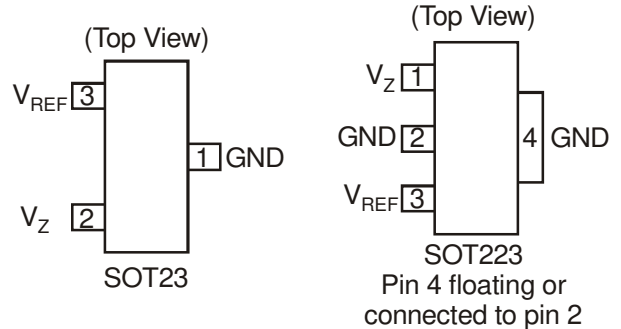 (Top View)
V_REF 3
1 GND
V_Z 2
SOT23
(Top View)
V_Z 1
GND 2
4 GND
V_REF 3
SOT223
Pin 4 floating or
connected to pin 2